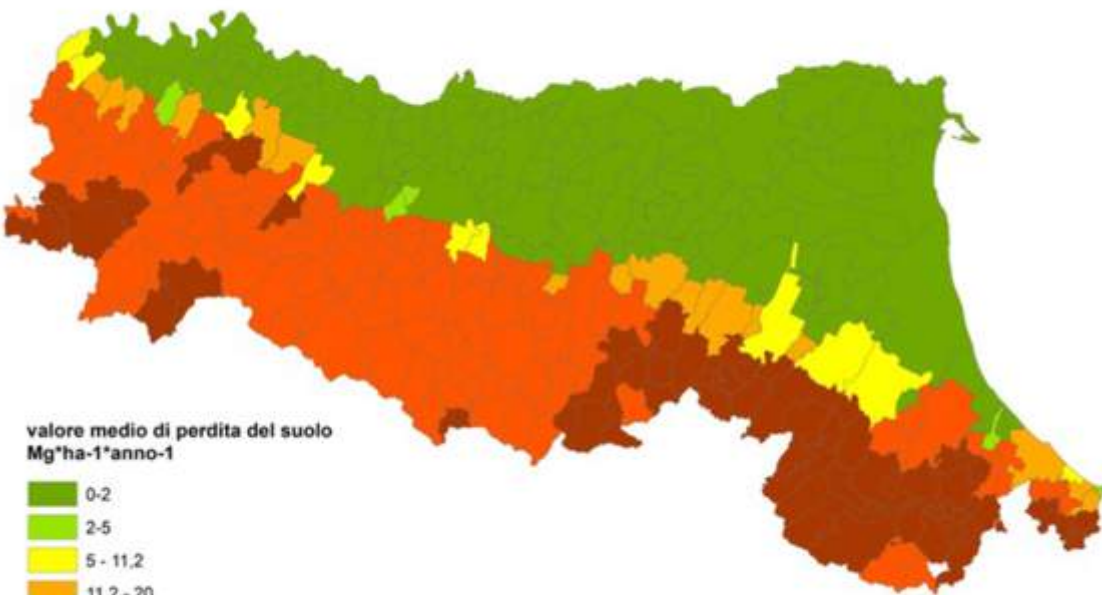 valore medio di perdita del suolo
Mg*ha-1*anno-1
0-2
2-5
5 - 11,2
11,2 - 20